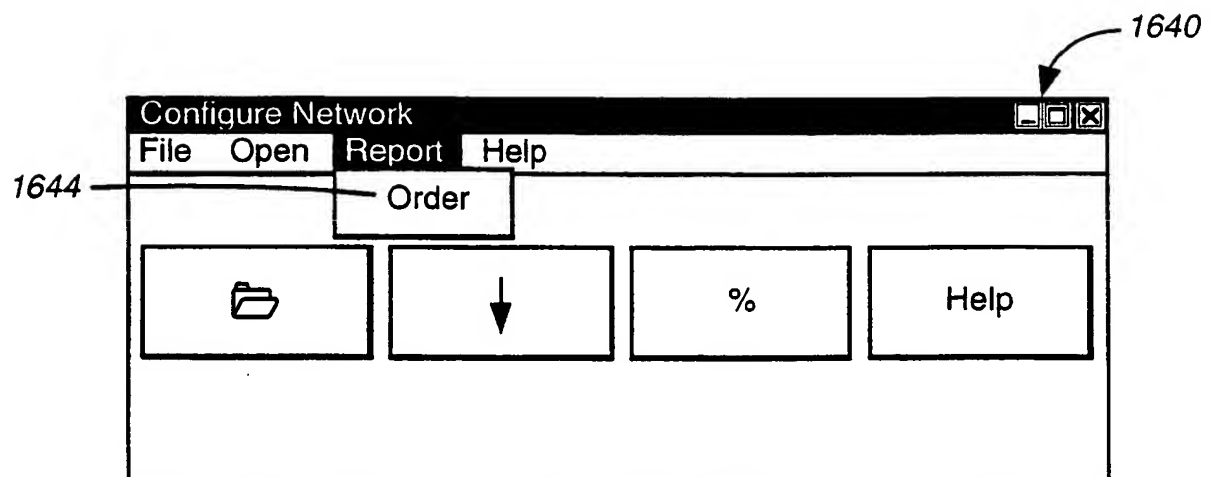 1640
Configure Network
File Open Report Help
1644
Order
% Help